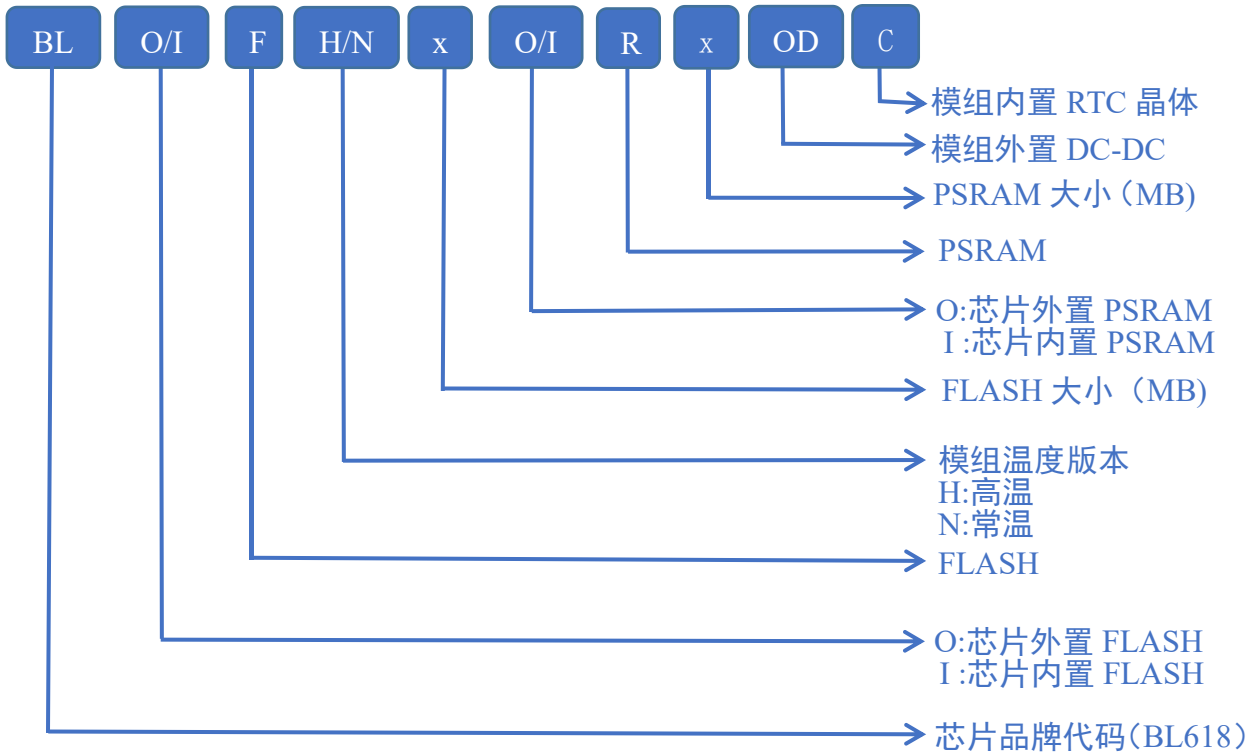 BL O/I F H/N x O/I R x OD C
模组内置 RTC 晶体
模组外置 DC-DC
PSRAM 大小（MB)
PSRAM
O:芯片外置 PSRAM
I :芯片内置 PSRAM
FLASH 大小（MB)
模组温度版本
H:高温
N:常温
FLASH
O:芯片外置 FLASH
I :芯片内置 FLASH
芯片品牌代码(BL618)